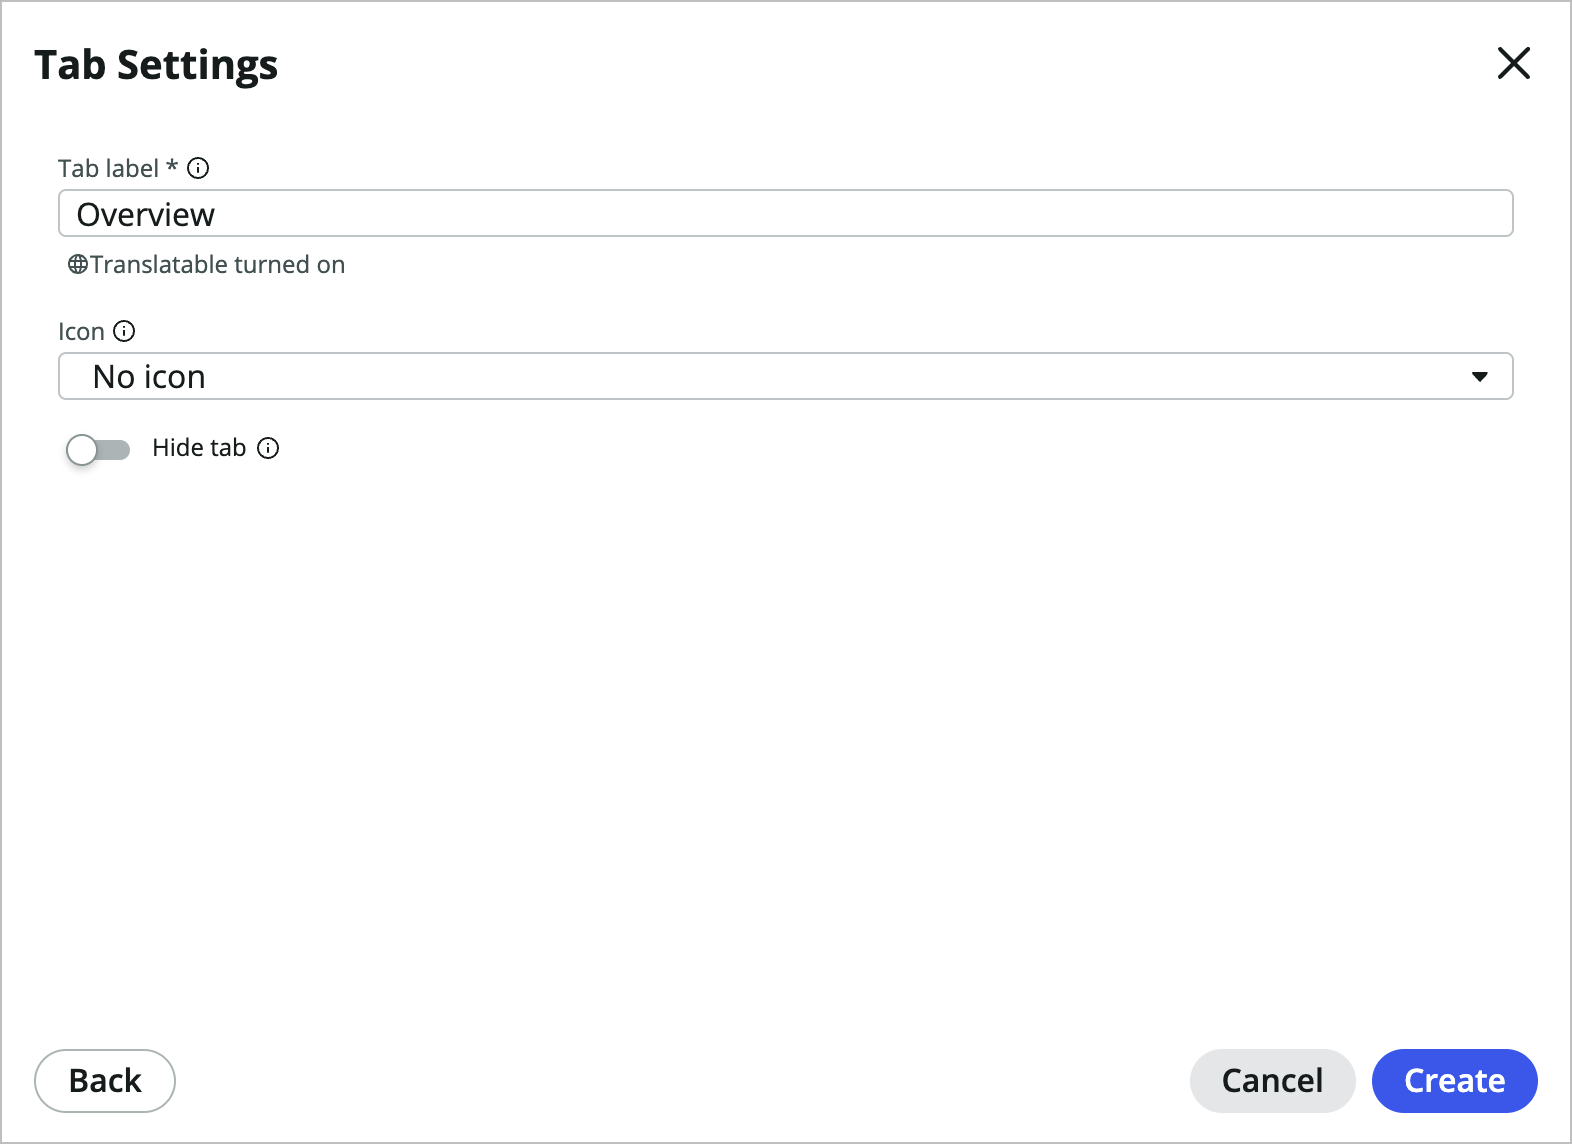 Tab Settings
Tab label *
Overview
Translatable turned on
Icon
No icon
Hide tab
Back
Cancel
Create